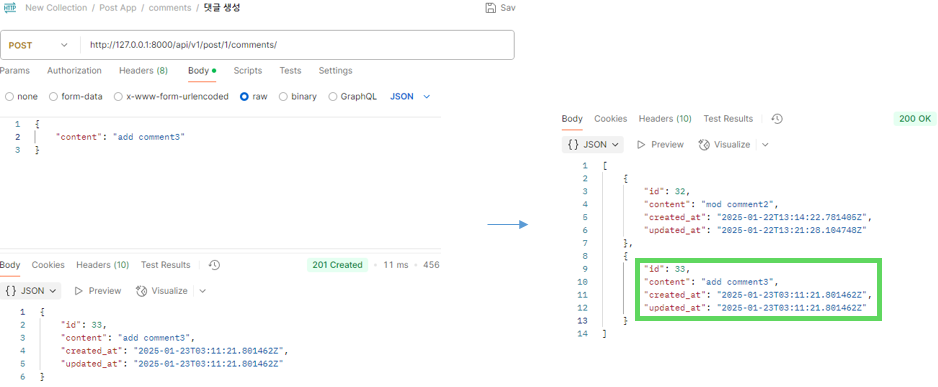 New Collection / Post App / comments / 댓글 생성
Sav
POST
http://127.0.0.1:8000/api/v1/post/1/comments/
Params Authorization Headers (8) Body Scripts Tests Settings
none form-data x-www-form-urlencoded raw binary GraphQL JSON
1 {
2 "content": "add comment3"
3 }
Body Cookies Headers (10) Test Results 201 Created • 11 ms • 456
{} JSON Preview Visualize
1 {
2 "id": 33,
3 "content": "add comment3",
4 "created_at": "2025-01-23T03:11:21.801462Z",
5 "updated_at": "2025-01-23T03:11:21.801462Z"
6 }
Body Cookies Headers (10) Test Results 200 OK
{} JSON Preview Visualize
1 [
2 {
3 "id": 32,
4 "content": "mod comment2",
5 "created_at": "2025-01-22T13:14:22.781405Z",
6 "updated_at": "2025-01-22T13:21:28.104748Z"
7 },
8 {
9 "id": 33,
10 "content": "add comment3",
11 "created_at": "2025-01-23T03:11:21.801462Z",
12 "updated_at": "2025-01-23T03:11:21.801462Z"
13 }
14 ]